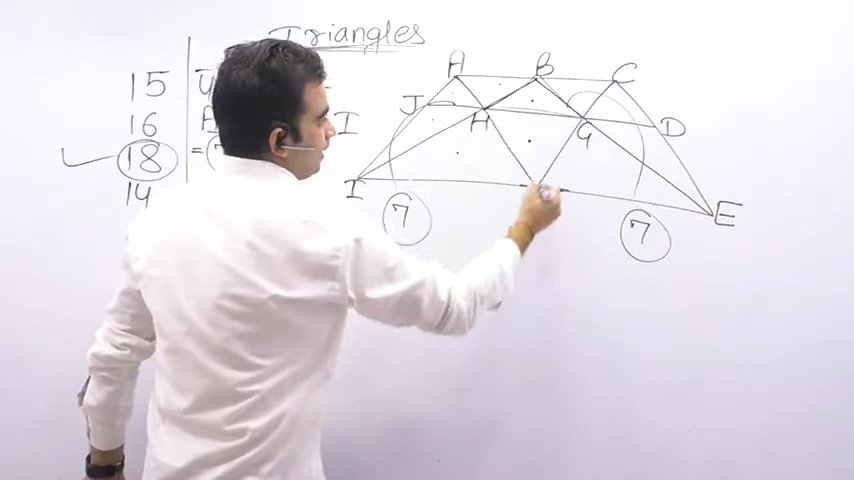 Triangles
15
16
18
14
I
=
A B C
J H G D
I E
7 7